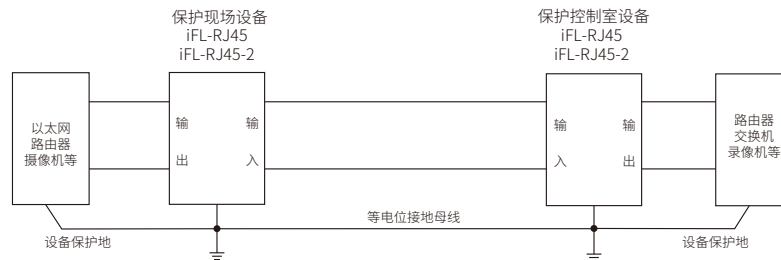 保护现场设备
iFL-RJ45
iFL-RJ45-2
保护控制室设备
iFL-RJ45
iFL-RJ45-2
以太网
路由器
摄像机等
输出
输入
输入
输出
路由器
交换机
录像机等
等电位接地母线
设备保护地
设备保护地